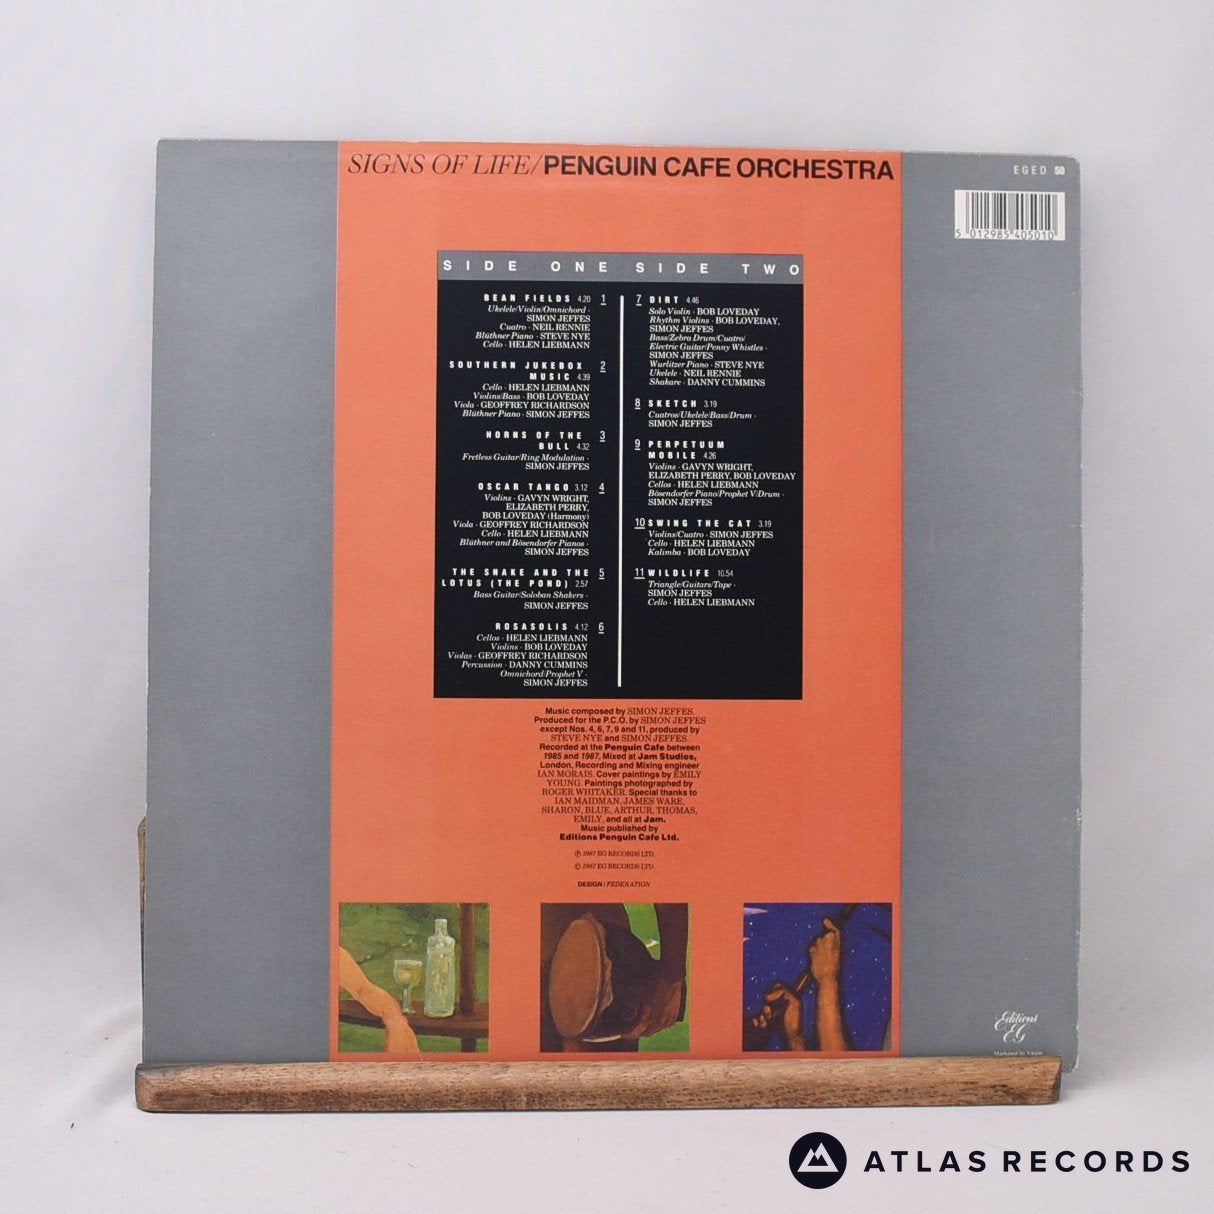 SIGNS OF LIFE/PENGUIN CAFE ORCHESTRA
EGED 50
5 012985 405010
SIDE ONE SIDE TWO
BEAN FIELDS 4.20 1
Ukelele/Violin/Omnichord ·
SIMON JEFFES
Cuatro · NEIL RENNIE
Blüthner Piano · STEVE NYE
Cello · HELEN LIEBMANN
SOUTHERN JUKEBOX 2
MUSIC 4.39
Cello · HELEN LIEBMANN
Violins/Bass · BOB LOVEDAY
Viola · GEOFFREY RICHARDSON
Blüthner Piano · SIMON JEFFES
HORNS OF THE 3
BULL 4.32
Fretless Guitar/Ring Modulation ·
SIMON JEFFES
OSCAR TANGO 3.12 4
Violins · GAVYN WRIGHT,
ELIZABETH PERRY,
BOB LOVEDAY (Harmony)
Viola · GEOFFREY RICHARDSON
Cello · HELEN LIEBMANN
Blüthner and Bösendorfer Pianos ·
SIMON JEFFES
THE SNAKE AND THE 5
LOTUS (THE POND) 2.57
Bass Guitar/Soloban Shakers ·
SIMON JEFFES
ROSASOLIS 4.12 6
Cellos · HELEN LIEBMANN
Violins · BOB LOVEDAY
Violas · GEOFFREY RICHARDSON
Percussion · DANNY CUMMINS
Omnichord/Prophet V ·
SIMON JEFFES
7 DIRT 4.46
Solo Violin · BOB LOVEDAY
Rhythm Violins · BOB LOVEDAY,
SIMON JEFFES
Bass/Zebra Drum/Cuatro/
Electric Guitar/Penny Whistles ·
SIMON JEFFES
Wurlitzer Piano · STEVE NYE
Ukelele · NEIL RENNIE
Shakare · DANNY CUMMINS
8 SKETCH 3.19
Cuatros/Ukelele/Bass/Drum ·
SIMON JEFFES
9 PERPETUUM
MOBILE 4.26
Violins · GAVYN WRIGHT,
ELIZABETH PERRY, BOB LOVEDAY
Cellos · HELEN LIEBMANN
Bösendorfer Piano/Prophet V/Drum ·
SIMON JEFFES
10 SWING THE CAT 3.19
Violins/Cuatro · SIMON JEFFES
Cello · HELEN LIEBMANN
Kalimba · BOB LOVEDAY
11 WILDLIFE 10.54
Triangle/Guitars/Tape ·
SIMON JEFFES
Cello · HELEN LIEBMANN
Music composed by SIMON JEFFES.
Produced for the P.C.O. by SIMON JEFFES
except Nos. 4, 6, 7, 9 and 11, produced by
STEVE NYE and SIMON JEFFES.
Recorded at the Penguin Cafe between
1985 and 1987, Mixed at Jam Studios,
London, Recording and Mixing engineer
IAN MORAIS. Cover paintings by EMILY
YOUNG. Paintings photographed by
ROGER WHITAKER. Special thanks to
IAN MAIDMAN, JAMES WARE,
SHARON, BLUE, ARTHUR, THOMAS,
EMILY, and all at Jam.
Music published by
Editions Penguin Cafe Ltd.
℗ 1987 EG RECORDS LTD
© 1987 EG RECORDS LTD
DESIGN / FEDERATION
Editions
EG
Marketed by Virgin
ATLAS RECORDS